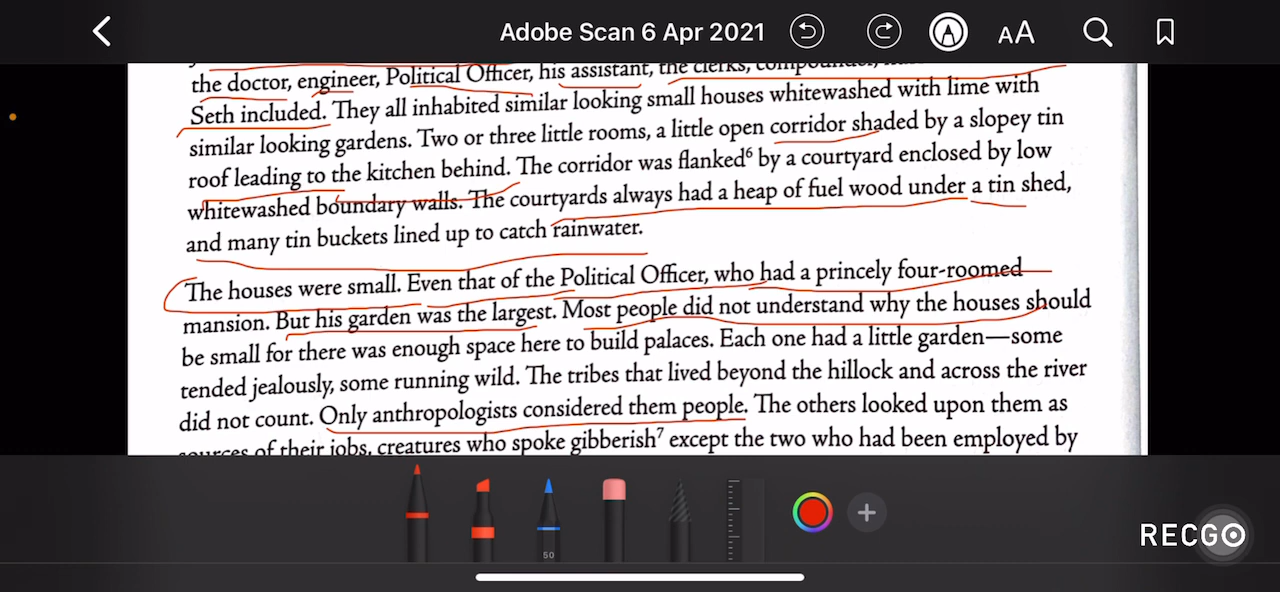 Adobe Scan 6 Apr 2021
AA
the doctor, engineer, Political Officer, his assistant, the clerks, compounder,
Seth included. They all inhabited similar looking small houses whitewashed with lime with
similar looking gardens. Two or three little rooms, a little open corridor shaded by a slopey tin
roof leading to the kitchen behind. The corridor was flanked⁶ by a courtyard enclosed by low
whitewashed boundary walls. The courtyards always had a heap of fuel wood under a tin shed,
and many tin buckets lined up to catch rainwater.
The houses were small. Even that of the Political Officer, who had a princely four-roomed
mansion. But his garden was the largest. Most people did not understand why the houses should
be small for there was enough space here to build palaces. Each one had a little garden—some
tended jealously, some running wild. The tribes that lived beyond the hillock and across the river
did not count. Only anthropologists considered them people. The others looked upon them as
sources of their jobs, creatures who spoke gibberish⁷ except the two who had been employed by
50
RECGO